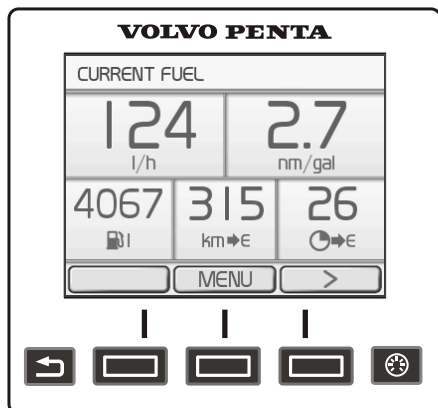 VOLVO PENTA
CURRENT FUEL
124 2.7
l/h nm/gal
4067 315 26
l km➡E ➡E
MENU >